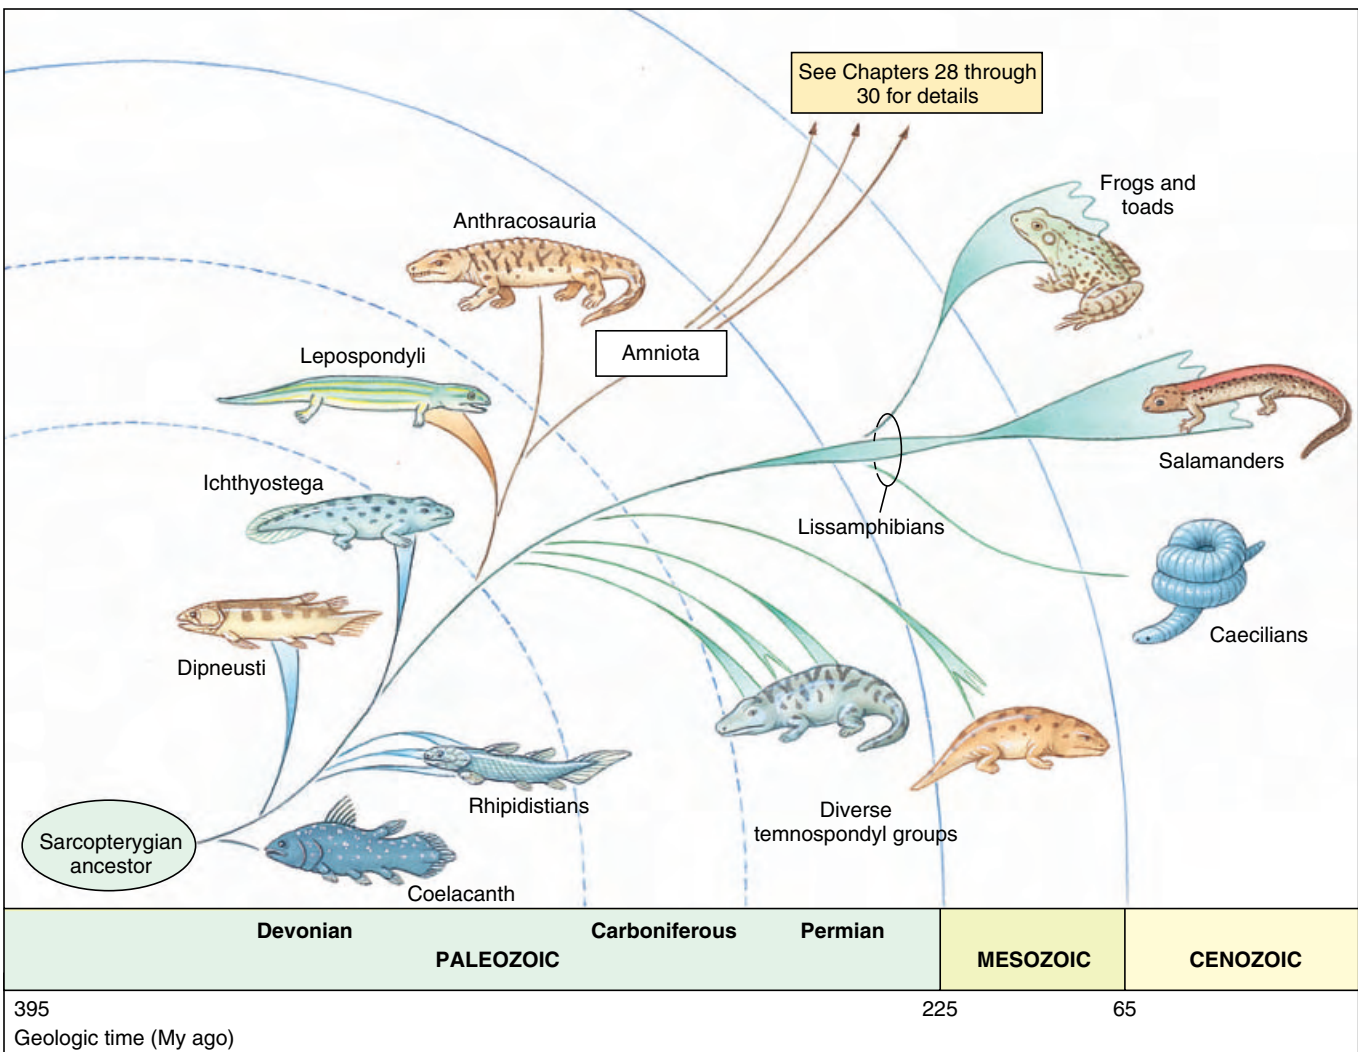 See Chapters 28 through
30 for details
Frogs and
toads
Anthracosauria
Amniota
Lepospondyli
Salamanders
Ichthyostega
Lissamphibians
Caecilians
Dipneusti
Rhipidistians
Diverse
temnospondyl groups
Sarcopterygian
ancestor
Coelacanth
Devonian Carboniferous Permian
PALEOZOIC MESOZOIC CENOZOIC
395 225 65
Geologic time (My ago)